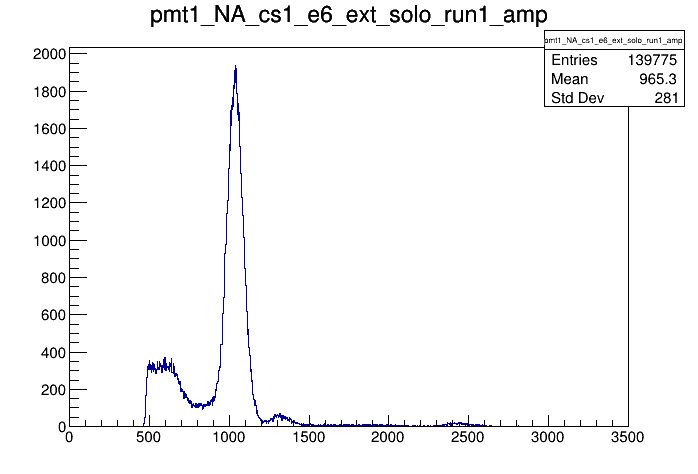 pmt1_NA_cs1_e6_ext_solo_run1_amp
pmt1_NA_cs1_e6_ext_solo_run1_amp
Entries 139775
Mean 965.3
Std Dev 281
2000
1800
1600
1400
1200
1000
800
600
400
200
0
0 500 1000 1500 2000 2500 3000 3500